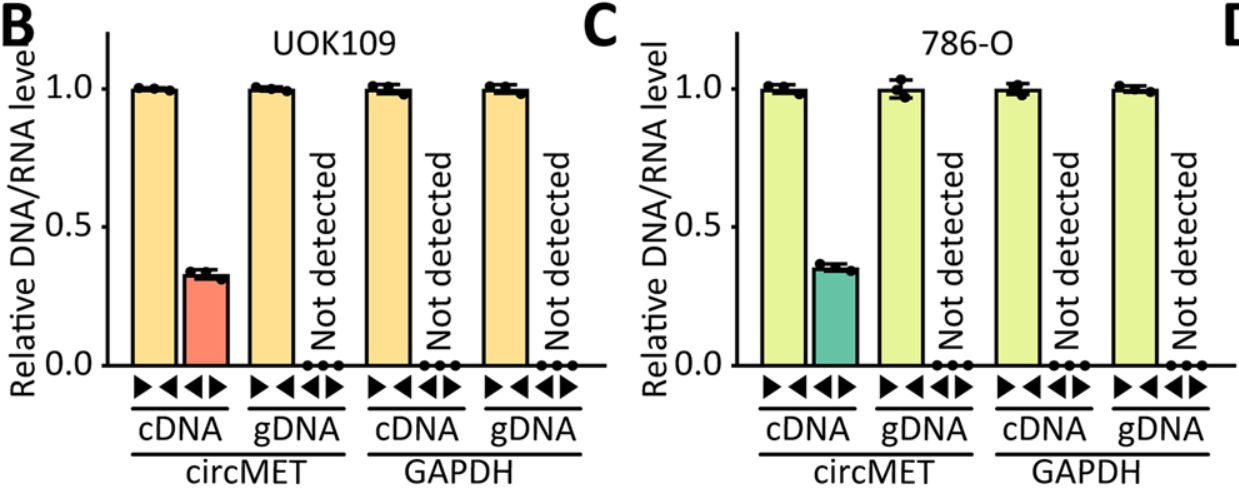 B
UOK109
Relative DNA/RNA level
1.0
0.5
0.0
Not detected
Not detected
Not detected
▶ ◀ ◀ ▶ ▶ ◀ ◀ ▶ ▶ ◀ ◀ ▶ ▶ ◀ ◀ ▶
cDNA gDNA cDNA gDNA
circMET GAPDH
C
786-O
Relative DNA/RNA level
1.0
0.5
0.0
Not detected
Not detected
Not detected
▶ ◀ ◀ ▶ ▶ ◀ ◀ ▶ ▶ ◀ ◀ ▶ ▶ ◀ ◀ ▶
cDNA gDNA cDNA gDNA
circMET GAPDH